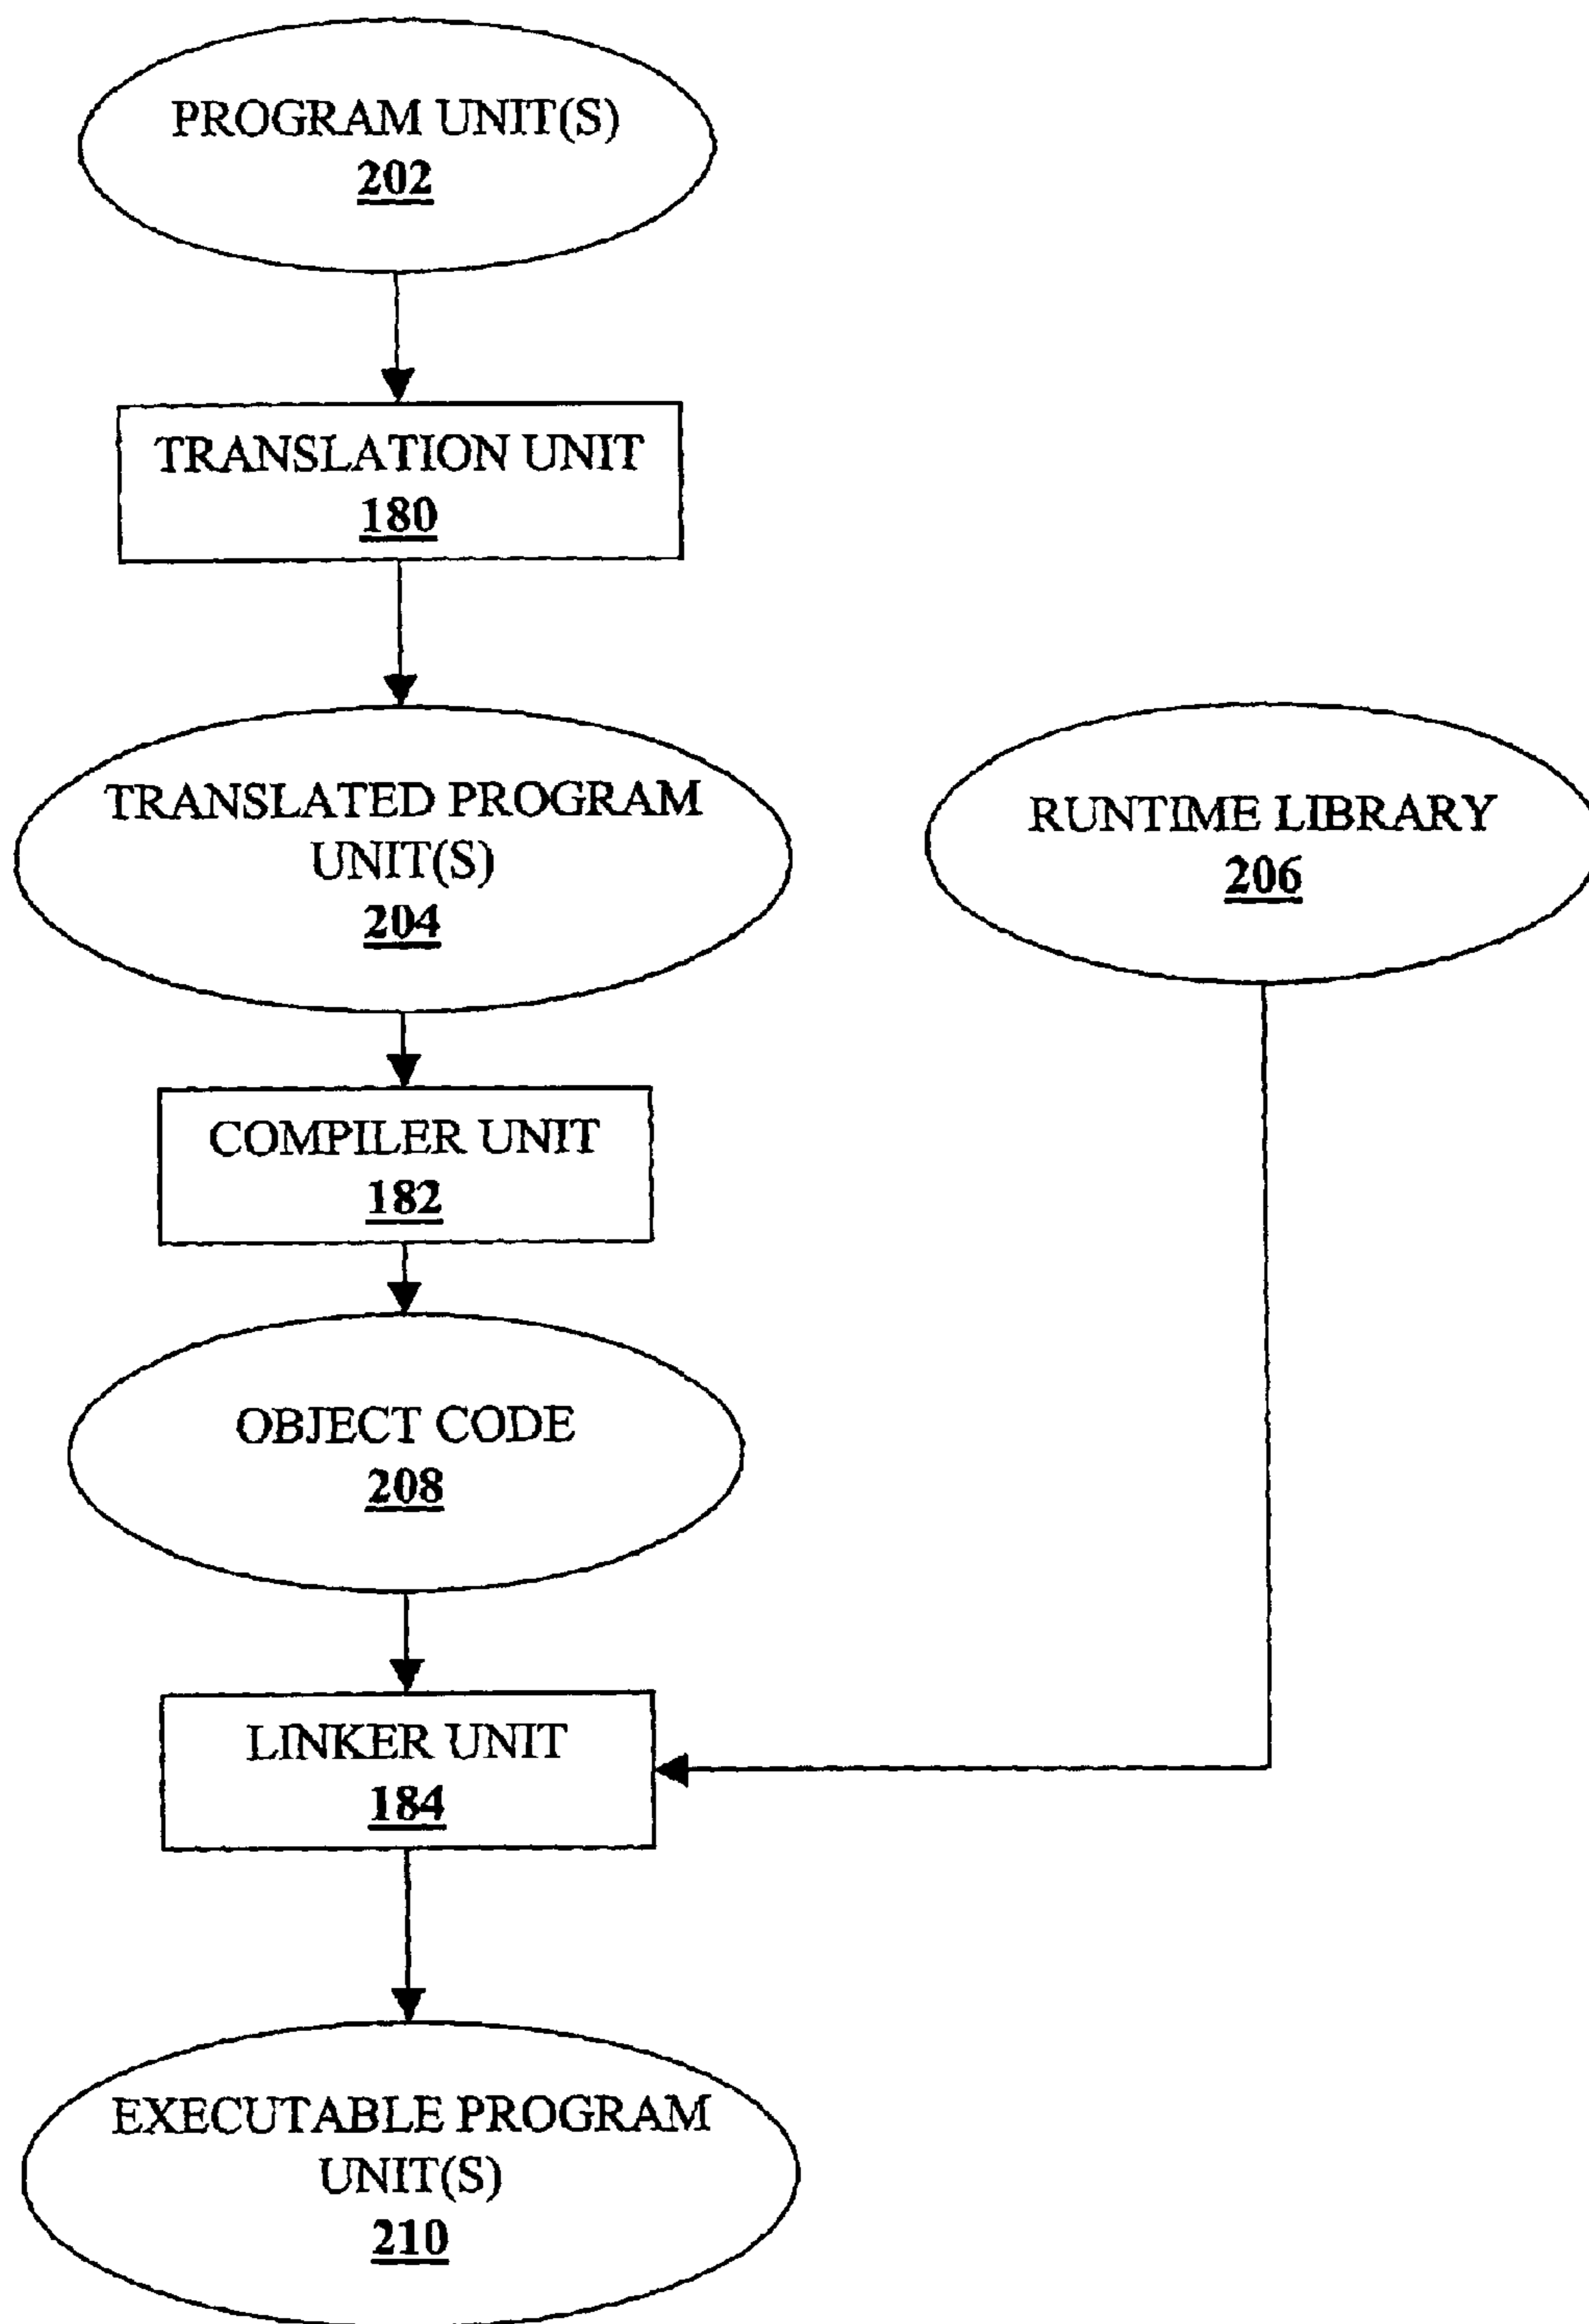 PROGRAM UNIT(S)
202
TRANSLATION UNIT
180
TRANSLATED PROGRAM
UNIT(S)
204
RUNTIME LIBRARY
206
COMPILER UNIT
182
OBJECT CODE
208
LINKER UNIT
184
EXECUTABLE PROGRAM
UNIT(S)
210